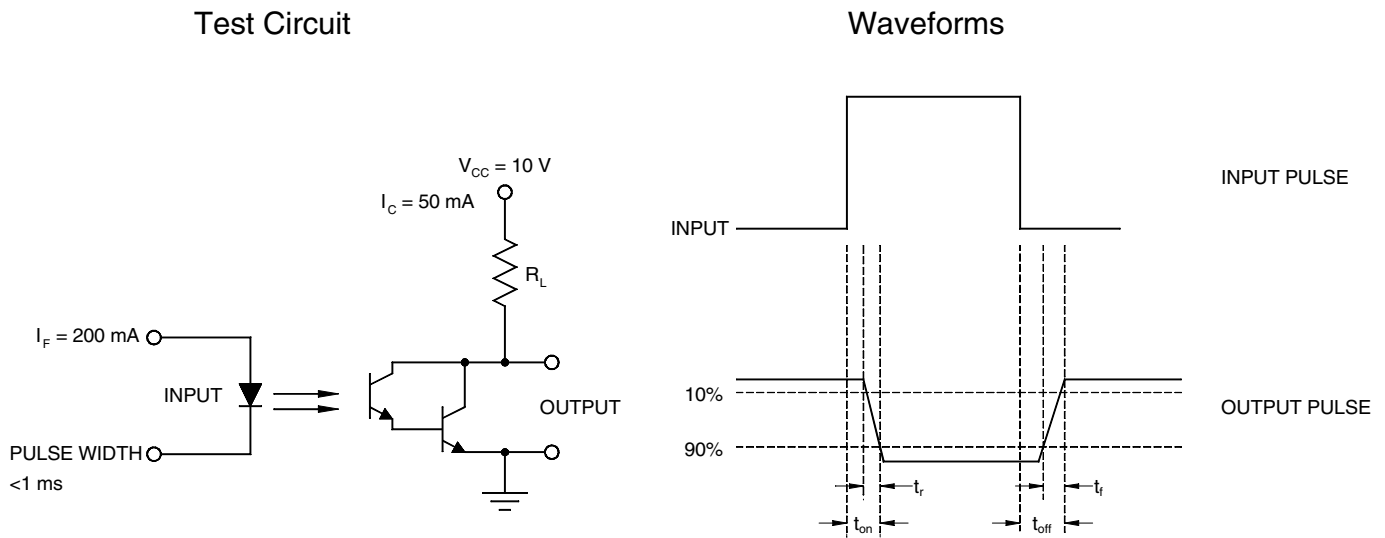 Test Circuit
V_CC = 10 V
I_C = 50 mA
R_L
I_F = 200 mA
INPUT
OUTPUT
PULSE WIDTH
<1 ms
Waveforms
INPUT PULSE
INPUT
10%
OUTPUT PULSE
90%
t_r
t_f
t_on
t_off